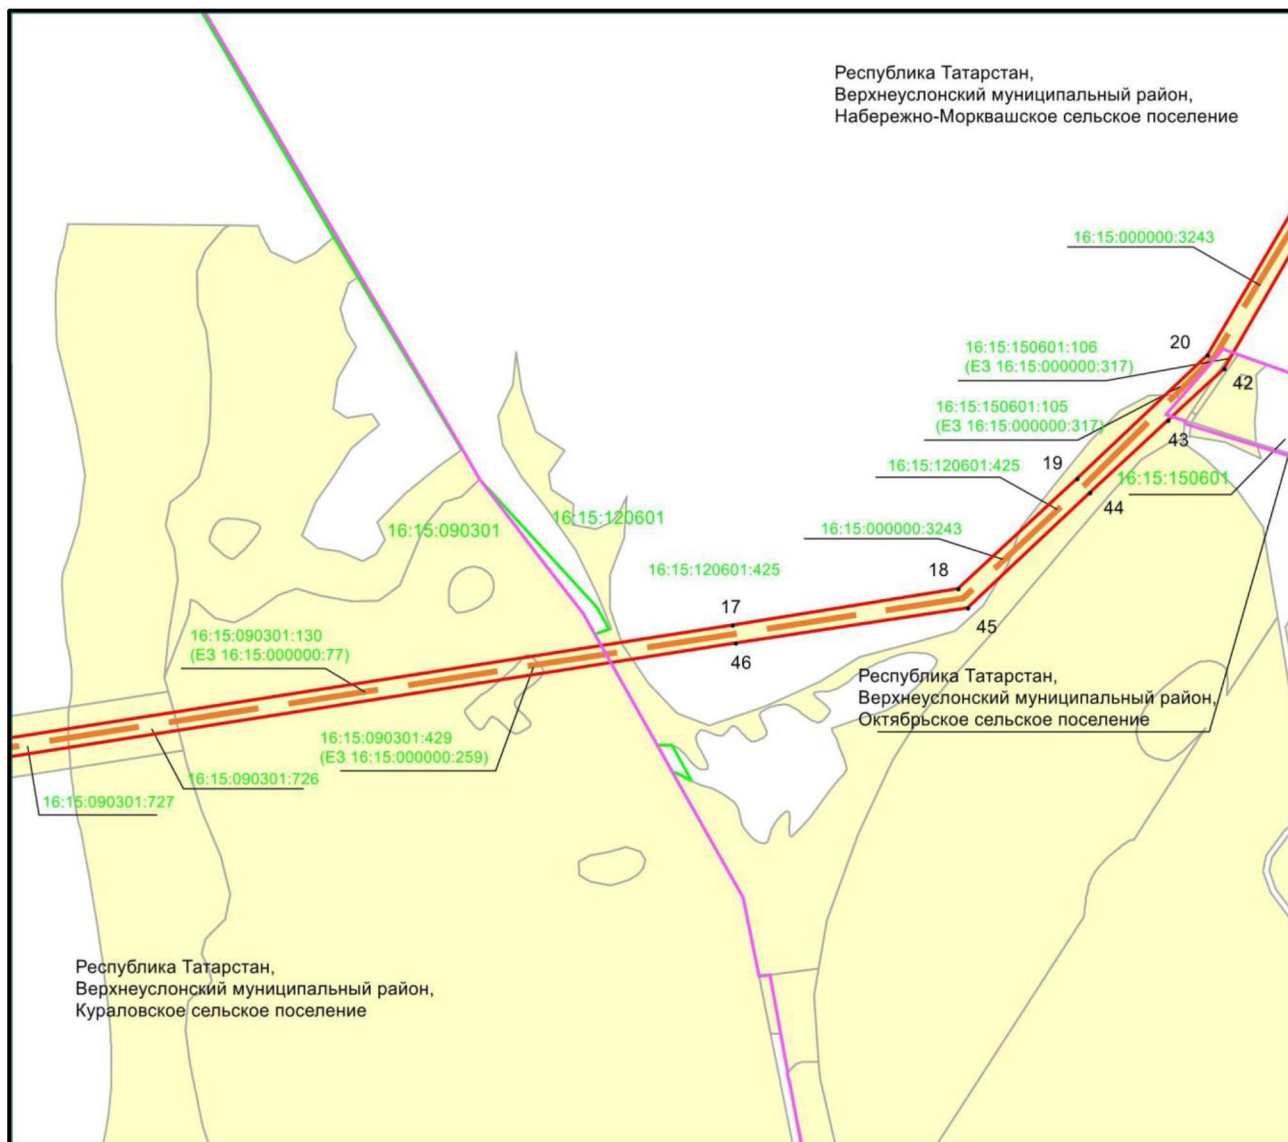 Республика Татарстан,
Верхнеуслонский муниципальный район,
Набережно-Морквашское сельское поселение
16:15:000000:3243
20
16:15:150601:106
(ЕЗ 16:15:000000:317)
42
16:15:150601:105
(ЕЗ 16:15:000000:317)
43
19
16:15:120601:425
16:15:150601
44
16:15:090301
16:15:120601
16:15:000000:3243
16:15:120601:425
18
17
45
46
16:15:090301:130
(ЕЗ 16:15:000000:77)
Республика Татарстан,
Верхнеуслонский муниципальный район,
Октябрьское сельское поселение
16:15:090301:429
(ЕЗ 16:15:000000:259)
16:15:090301:726
16:15:090301:727
Республика Татарстан,
Верхнеуслонский муниципальный район,
Кураловское сельское поселение